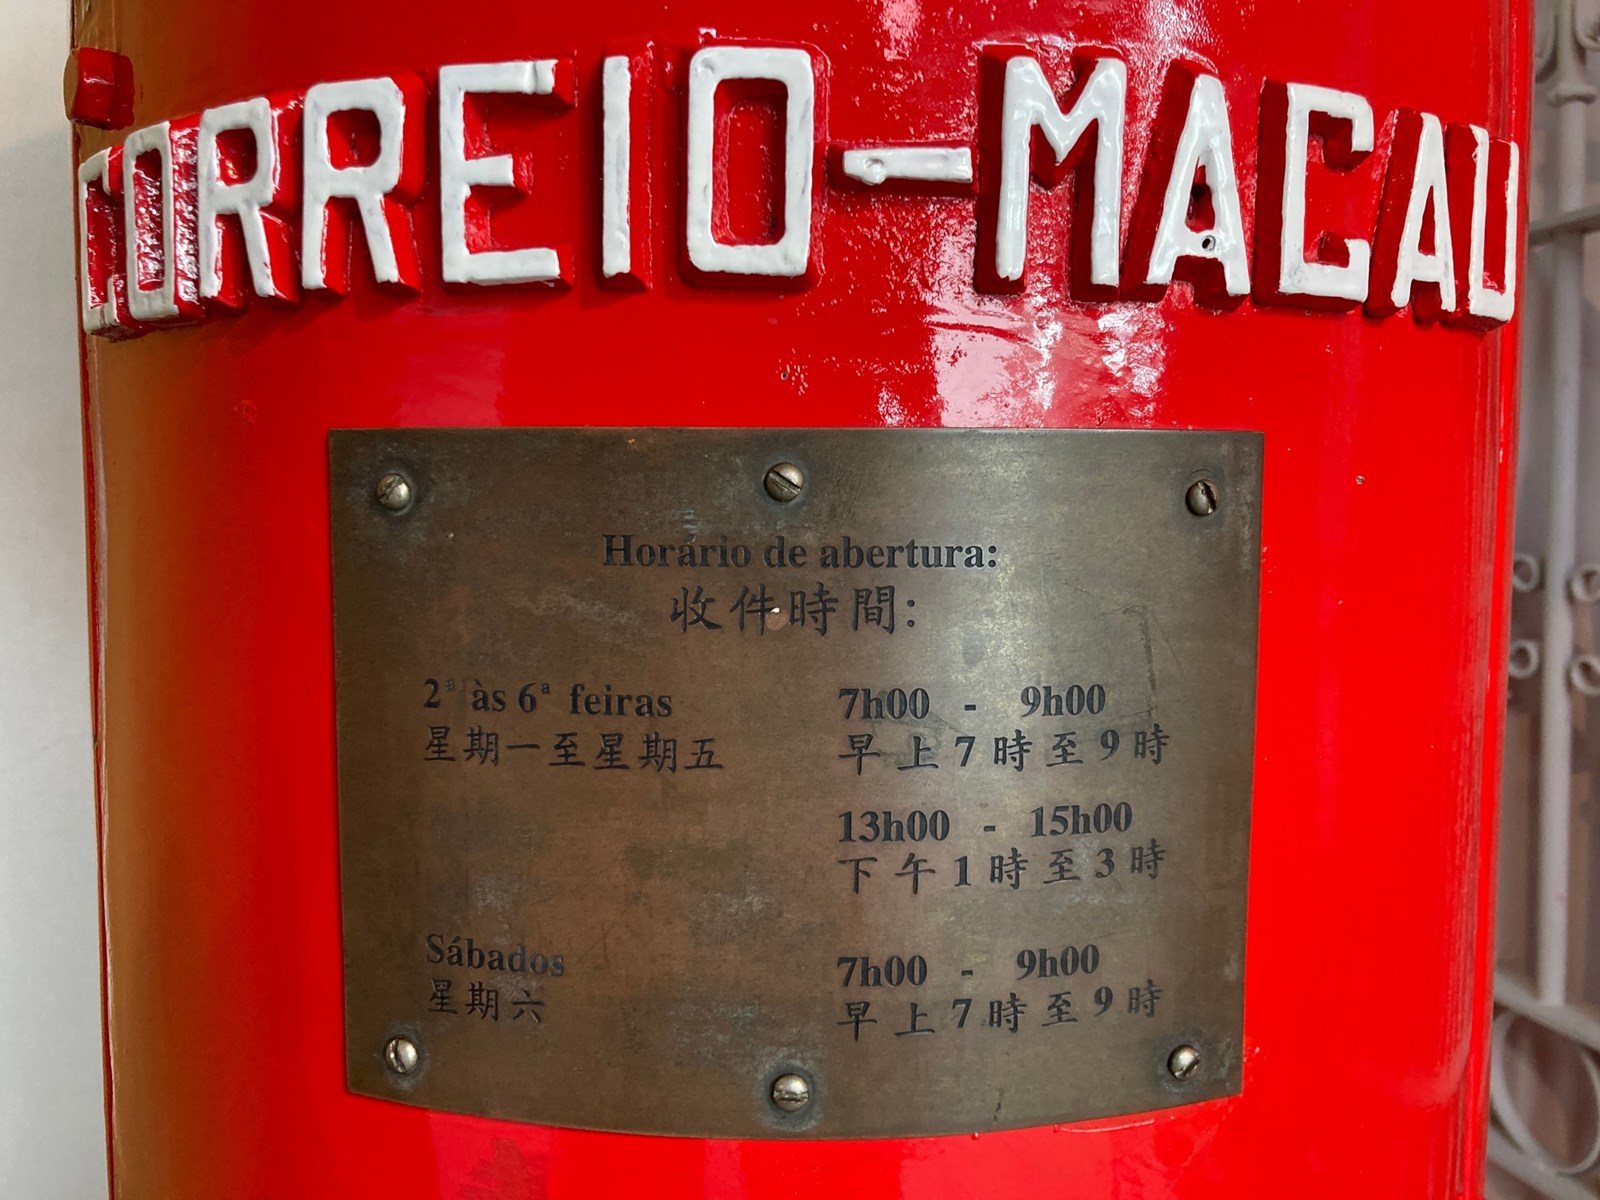 CORREIO-MACAU
Horário de abertura:
收件時間:
2ª às 6ª feiras 7h00 - 9h00
星期一至星期五 早上7時至9時
13h00 - 15h00
下午1時至3時
Sábados 7h00 - 9h00
星期六 早上7時至9時